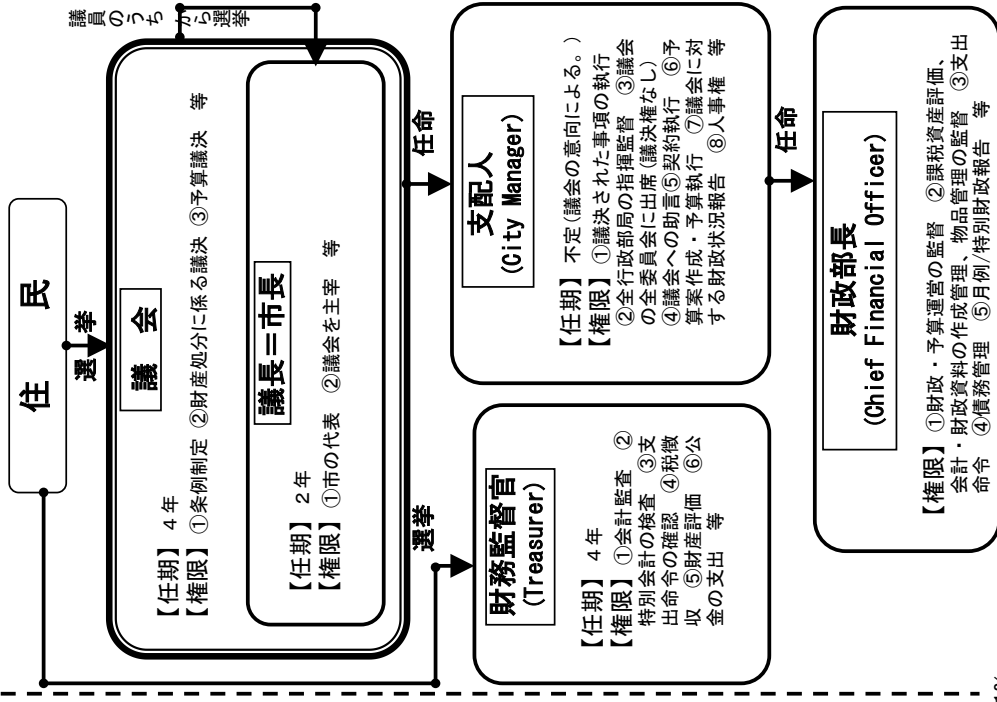 住　民
選挙
議員のうちから選挙
議　会
【任期】 ４年
【権限】 ①条例制定 ②財産処分に係る議決 ③予算議決　等
議長＝市長
【任期】 ２年
【権限】 ①市の代表　②議会を主宰　等
選挙
任命
財務監督官
(Treasurer)
【任期】 ４年
【権限】 ①会計監査　②
特別会計の検査　③支
出命令の確認　④税徴
収　⑤財産評価　⑥公
金の支出　等
支配人
(City Manager)
【任期】 不定(議会の意向による。)
【権限】 ①議決された事項の執行
②全行政部局の指揮監督　③議会
の全委員会に出席(議決権なし)
④議会への助言⑤契約執行　⑥予
算案作成・予算執行　⑦議会に対
する財政状況報告　⑧人事権　等
任命
財政部長
(Chief Financial Officer)
【権限】 ①財政・予算運営の監督　②課税資産評価、
会計・財政資料の作成管理、物品管理の監督　③支出
命令　④債務管理　⑤月例/特別財政報告　等